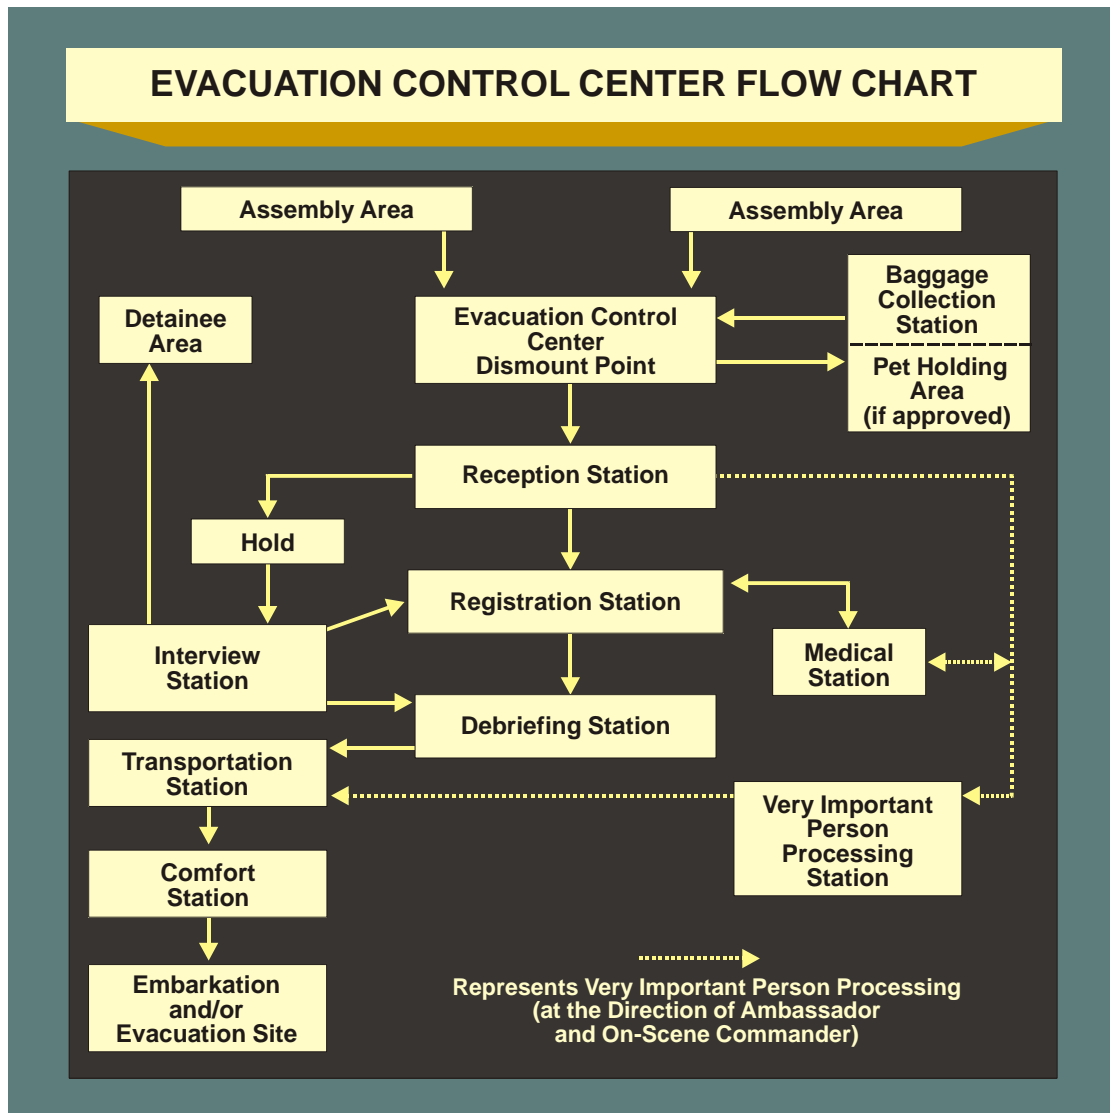 EVACUATION CONTROL CENTER FLOW CHART
Assembly Area
Assembly Area
Baggage
Collection
Station
Pet Holding
Area
(if approved)
Detainee
Area
Evacuation Control
Center
Dismount Point
Reception Station
Hold
Registration Station
Interview
Station
Medical
Station
Debriefing Station
Transportation
Station
Very Important
Person
Processing
Station
Comfort
Station
Embarkation
and/or
Evacuation Site
Represents Very Important Person Processing
(at the Direction of Ambassador
and On-Scene Commander)